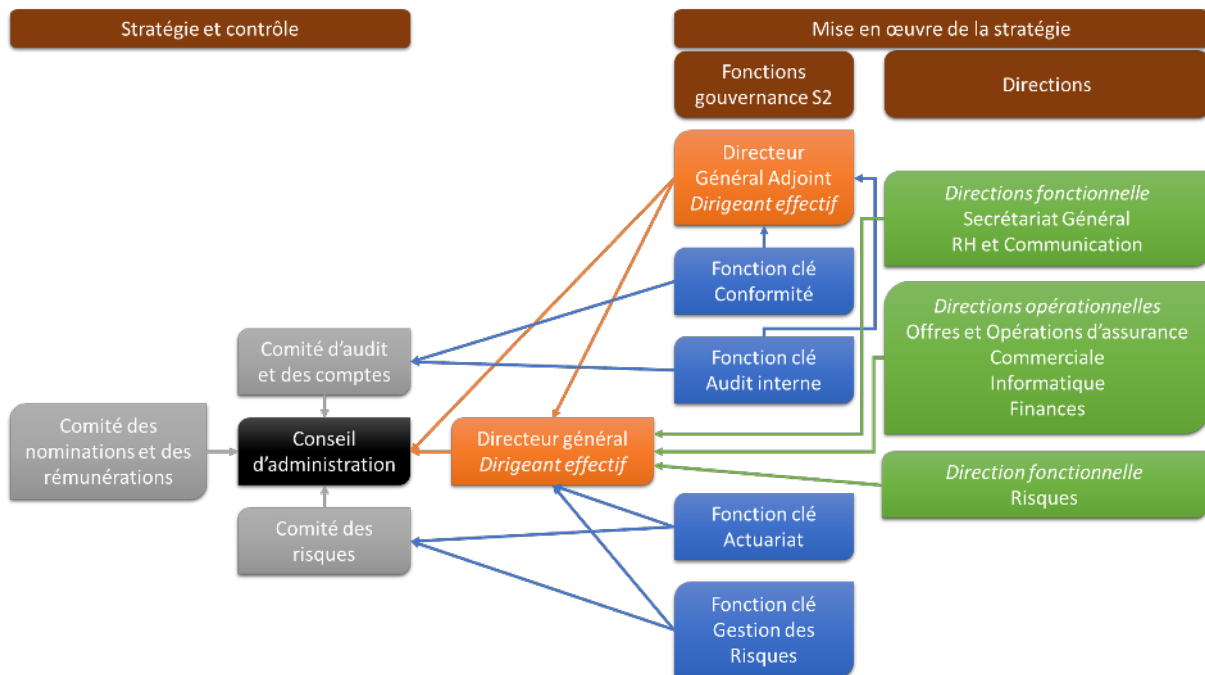 Stratégie et contrôle
Mise en œuvre de la stratégie
Fonctions
gouvernance S2
Directions
Directeur
Général Adjoint
Dirigeant effectif
Directions fonctionnelle
Secrétariat Général
RH et Communication
Fonction clé
Conformité
Directions opérationnelles
Offres et Opérations d'assurance
Commerciale
Informatique
Finances
Comité d'audit
et des comptes
Fonction clé
Audit interne
Comité des
nominations et des
rémunérations
Conseil
d'administration
Directeur général
Dirigeant effectif
Direction fonctionnelle
Risques
Comité des
risques
Fonction clé
Actuariat
Fonction clé
Gestion des
Risques